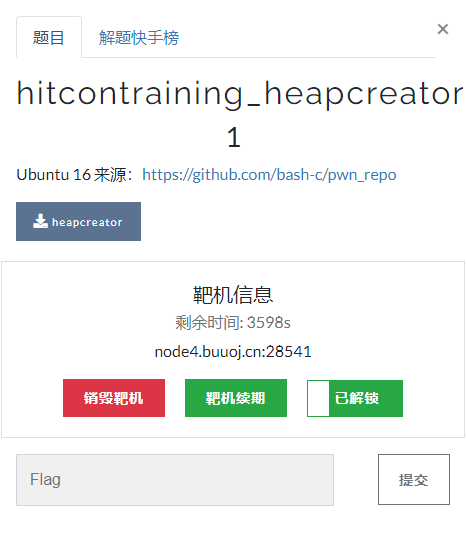 题目 解题快手榜 ×
hitcontraining_heapcreator
1
Ubuntu 16 来源：https://github.com/bash-c/pwn_repo
heapcreator
靶机信息
剩余时间: 3598s
node4.buuoj.cn:28541
销毁靶机 靶机续期 已解锁
Flag 提交